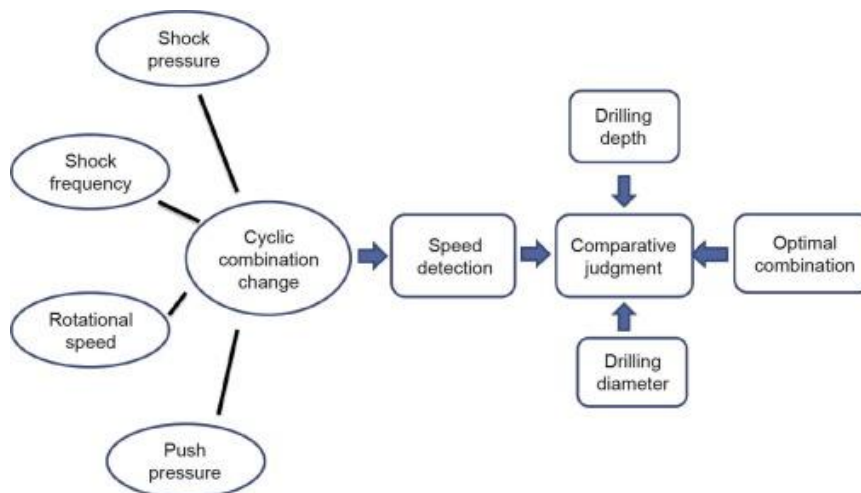 Shock
pressure
Shock
frequency
Rotational
speed
Push
pressure
Cyclic
combination
change
Speed
detection
Drilling
depth
Comparative
judgment
Drilling
diameter
Optimal
combination